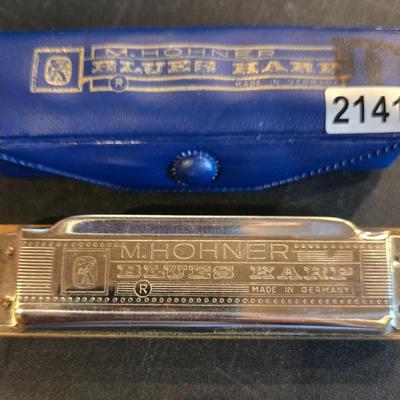 M. HOHNER
BLUES HARP
® MADE IN GERMANY
2141
M. HOHNER
BLUES HARP
® MADE IN GERMANY